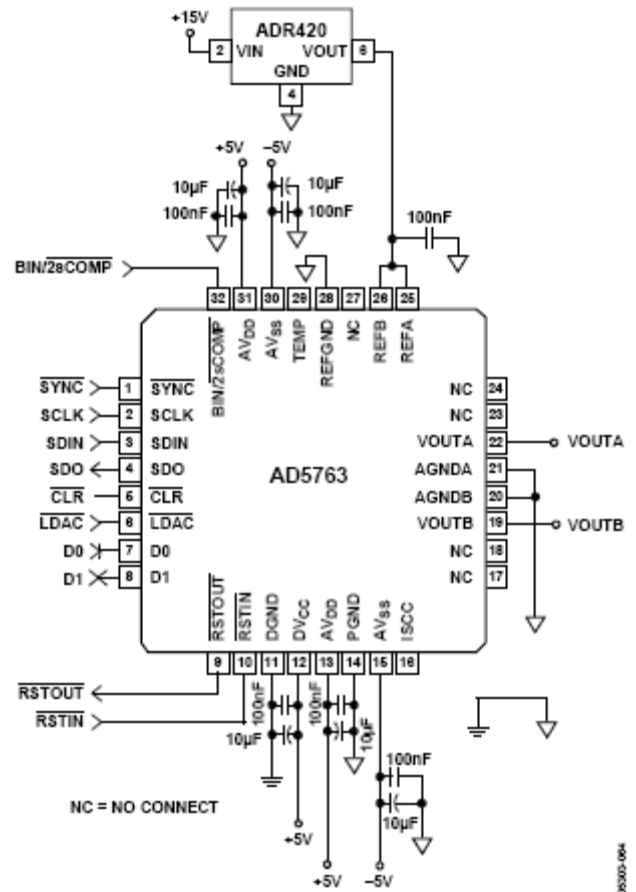 +15V
ADR420
2 VIN VOUT 6
GND
4
+5V -5V
10µF 10µF
100nF 100nF
100nF
BIN/2sCOMP
32 31 30 29 28 27 26 25
BIN/2sCOMP AVDD AVSS TEMP REFGND NC REFB REFA
SYNC 1 SYNC NC 24
SCLK 2 SCLK NC 23
SDIN 3 SDIN VOUTA 22 VOUTA
SDO 4 SDO AGNDA 21
AD5763
CLR 5 CLR AGNDB 20
LDAC 6 LDAC VOUTB 19 VOUTB
D0 7 D0 NC 18
D1 8 D1 NC 17
RSTOUT RSTIN DGND DVCC AVDD PGND AVSS ISCC
9 10 11 12 13 14 15 16
RSTOUT
RSTIN
100nF 100nF
10µF 10µF
100nF
10µF
NC = NO CONNECT
+5V
+5V -5V